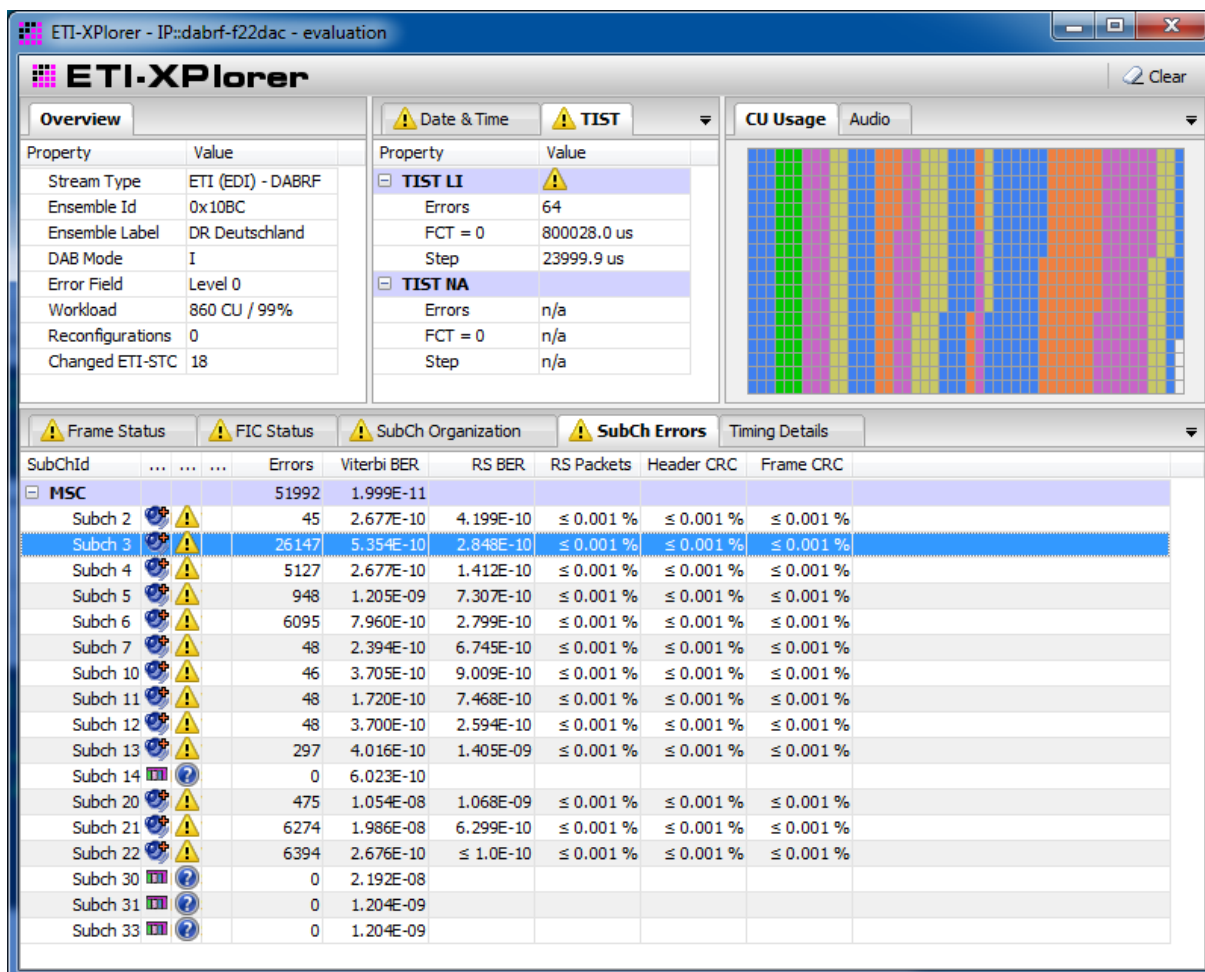 ETI-XPlorer - IP::dabrf-f22dac - evaluation
ETI-XPlorer
Clear
Overview
Property Value
Stream Type ETI (EDI) - DABRF
Ensemble Id 0x10BC
Ensemble Label DR Deutschland
DAB Mode I
Error Field Level 0
Workload 860 CU / 99%
Reconfigurations 0
Changed ETI-STC 18
Date & Time TIST
Property Value
TIST LI
Errors 64
FCT = 0 800028.0 us
Step 23999.9 us
TIST NA
Errors n/a
FCT = 0 n/a
Step n/a
CU Usage Audio
Frame Status FIC Status SubCh Organization SubCh Errors Timing Details
SubChId ... ... ... Errors Viterbi BER RS BER RS Packets Header CRC Frame CRC
MSC 51992 1.999E-11
Subch 2 45 2.677E-10 4.199E-10 ≤ 0.001 % ≤ 0.001 % ≤ 0.001 %
Subch 3 26147 5.354E-10 2.848E-10 ≤ 0.001 % ≤ 0.001 % ≤ 0.001 %
Subch 4 5127 2.677E-10 1.412E-10 ≤ 0.001 % ≤ 0.001 % ≤ 0.001 %
Subch 5 948 1.205E-09 7.307E-10 ≤ 0.001 % ≤ 0.001 % ≤ 0.001 %
Subch 6 6095 7.960E-10 2.799E-10 ≤ 0.001 % ≤ 0.001 % ≤ 0.001 %
Subch 7 48 2.394E-10 6.745E-10 ≤ 0.001 % ≤ 0.001 % ≤ 0.001 %
Subch 10 46 3.705E-10 9.009E-10 ≤ 0.001 % ≤ 0.001 % ≤ 0.001 %
Subch 11 48 1.720E-10 7.468E-10 ≤ 0.001 % ≤ 0.001 % ≤ 0.001 %
Subch 12 48 3.700E-10 2.594E-10 ≤ 0.001 % ≤ 0.001 % ≤ 0.001 %
Subch 13 297 4.016E-10 1.405E-09 ≤ 0.001 % ≤ 0.001 % ≤ 0.001 %
Subch 14 0 6.023E-10
Subch 20 475 1.054E-08 1.068E-09 ≤ 0.001 % ≤ 0.001 % ≤ 0.001 %
Subch 21 6274 1.986E-08 6.299E-10 ≤ 0.001 % ≤ 0.001 % ≤ 0.001 %
Subch 22 6394 2.676E-10 ≤ 1.0E-10 ≤ 0.001 % ≤ 0.001 % ≤ 0.001 %
Subch 30 0 2.192E-08
Subch 31 0 1.204E-09
Subch 33 0 1.204E-09